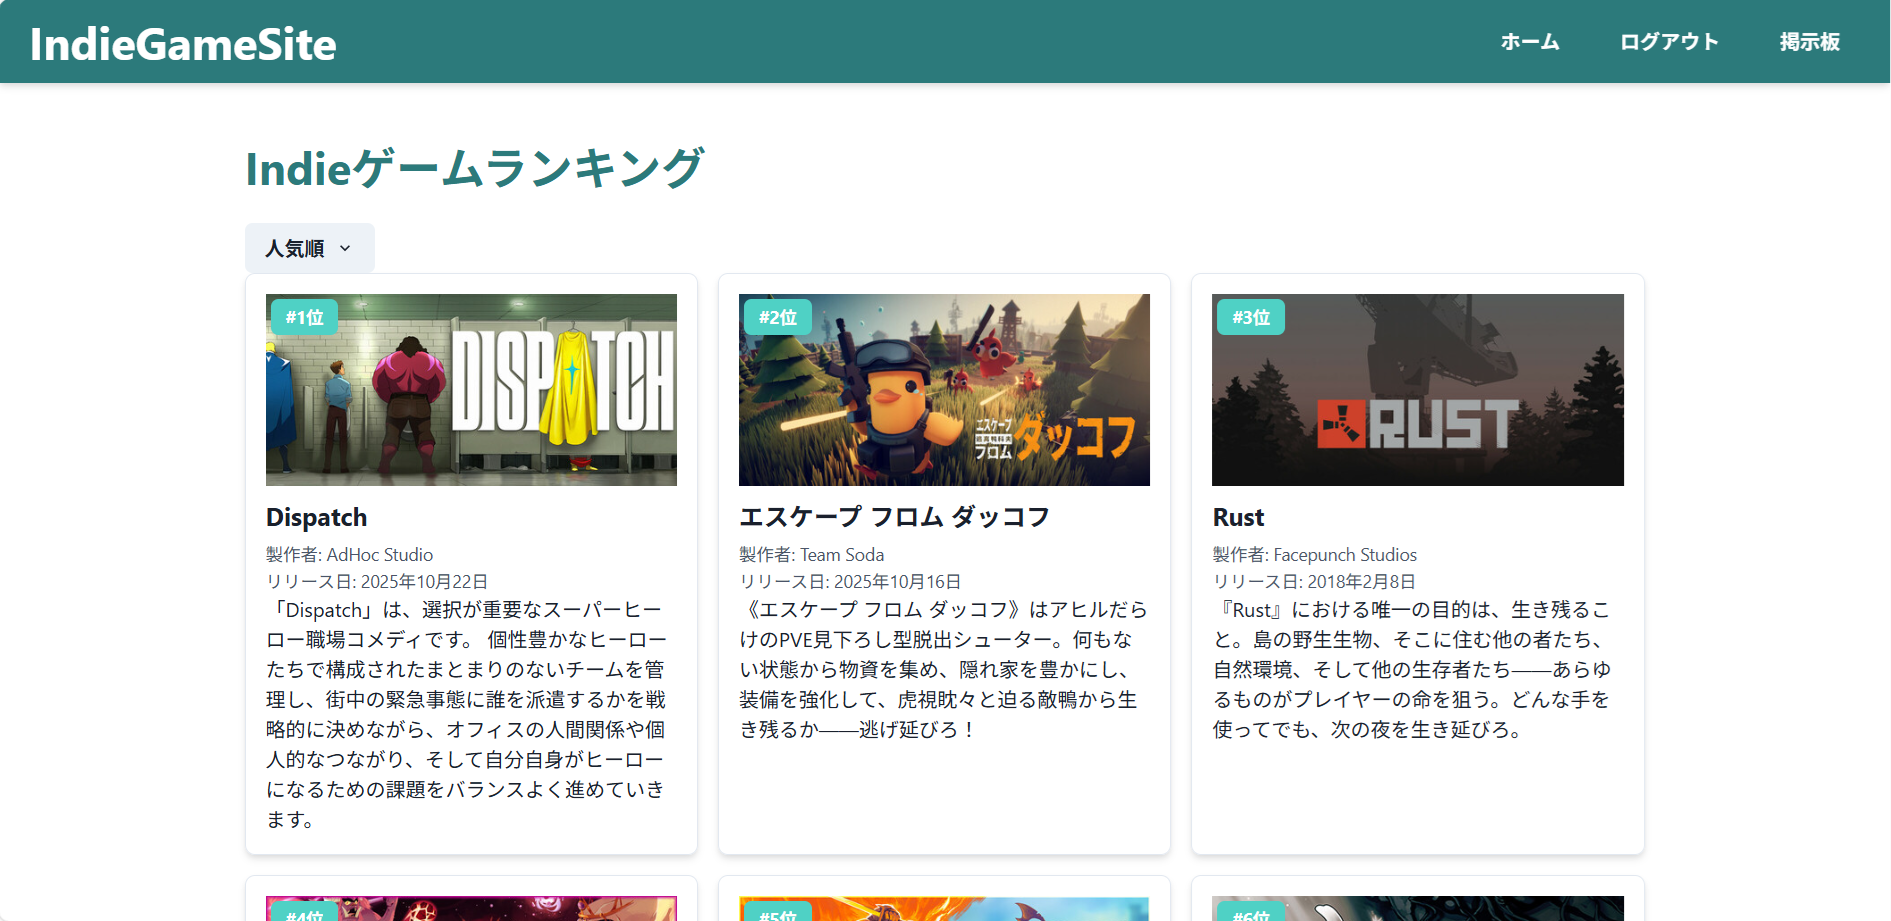 IndieGameSite
ホーム
ログアウト
掲示板
Indieゲームランキング
人気順
#1位
DISPATCH
Dispatch
製作者: AdHoc Studio
リリース日: 2025年10月22日
「Dispatch」は、選択が重要なスーパーヒー
ロー職場コメディです。 個性豊かなヒーロー
たちで構成されたまとまりのないチームを管
理し、街中の緊急事態に誰を派遣するかを戦
略的に決めながら、オフィスの人間関係や個
人的なつながり、そして自分自身がヒーロー
になるための課題をバランスよく進めていき
ます。
#2位
エスケープ
フロム
ダッコフ
エスケープ フロム ダッコフ
製作者: Team Soda
リリース日: 2025年10月16日
《エスケープ フロム ダッコフ》はアヒルだら
けのPVE見下ろし型脱出シューター。何もな
い状態から物資を集め、隠れ家を豊かにし、
装備を強化して、虎視眈々と迫る敵鴨から生
き残るか――逃げ延びろ！
#3位
RUST
Rust
製作者: Facepunch Studios
リリース日: 2018年2月8日
『Rust』における唯一の目的は、生き残るこ
と。島の野生生物、そこに住む他の者たち、
自然環境、そして他の生存者たち――あらゆ
るものがプレイヤーの命を狙う。どんな手を
使ってでも、次の夜を生き延びろ。
#4位
#5位
#6位